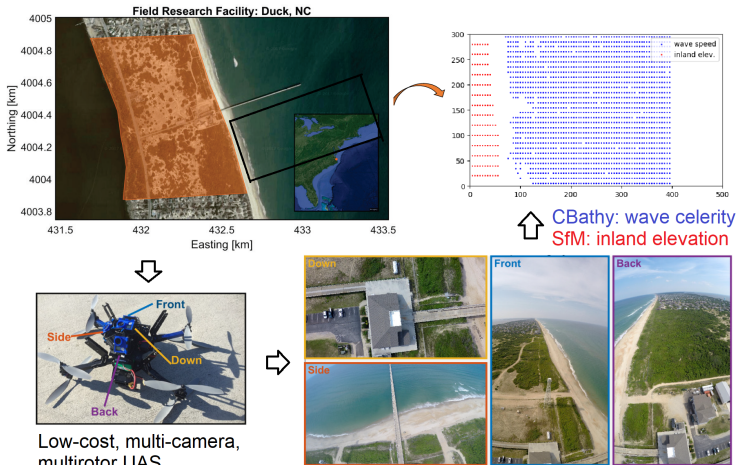 Field Research Facility: Duck, NC
4005
4004.8
4004.6
4004.4
4004.2
4004
4003.8
Northing [km]
431.5
432
432.5
433
433.5
Easting [km]
300
250
200
150
100
50
0
0
100
200
300
400
500
wave speed
inland elev.
CBathy: wave celerity
SfM: inland elevation
Front
Side
Down
Back
Low-cost, multi-camera,
multirotor UAS
Down
Side
Front
Back